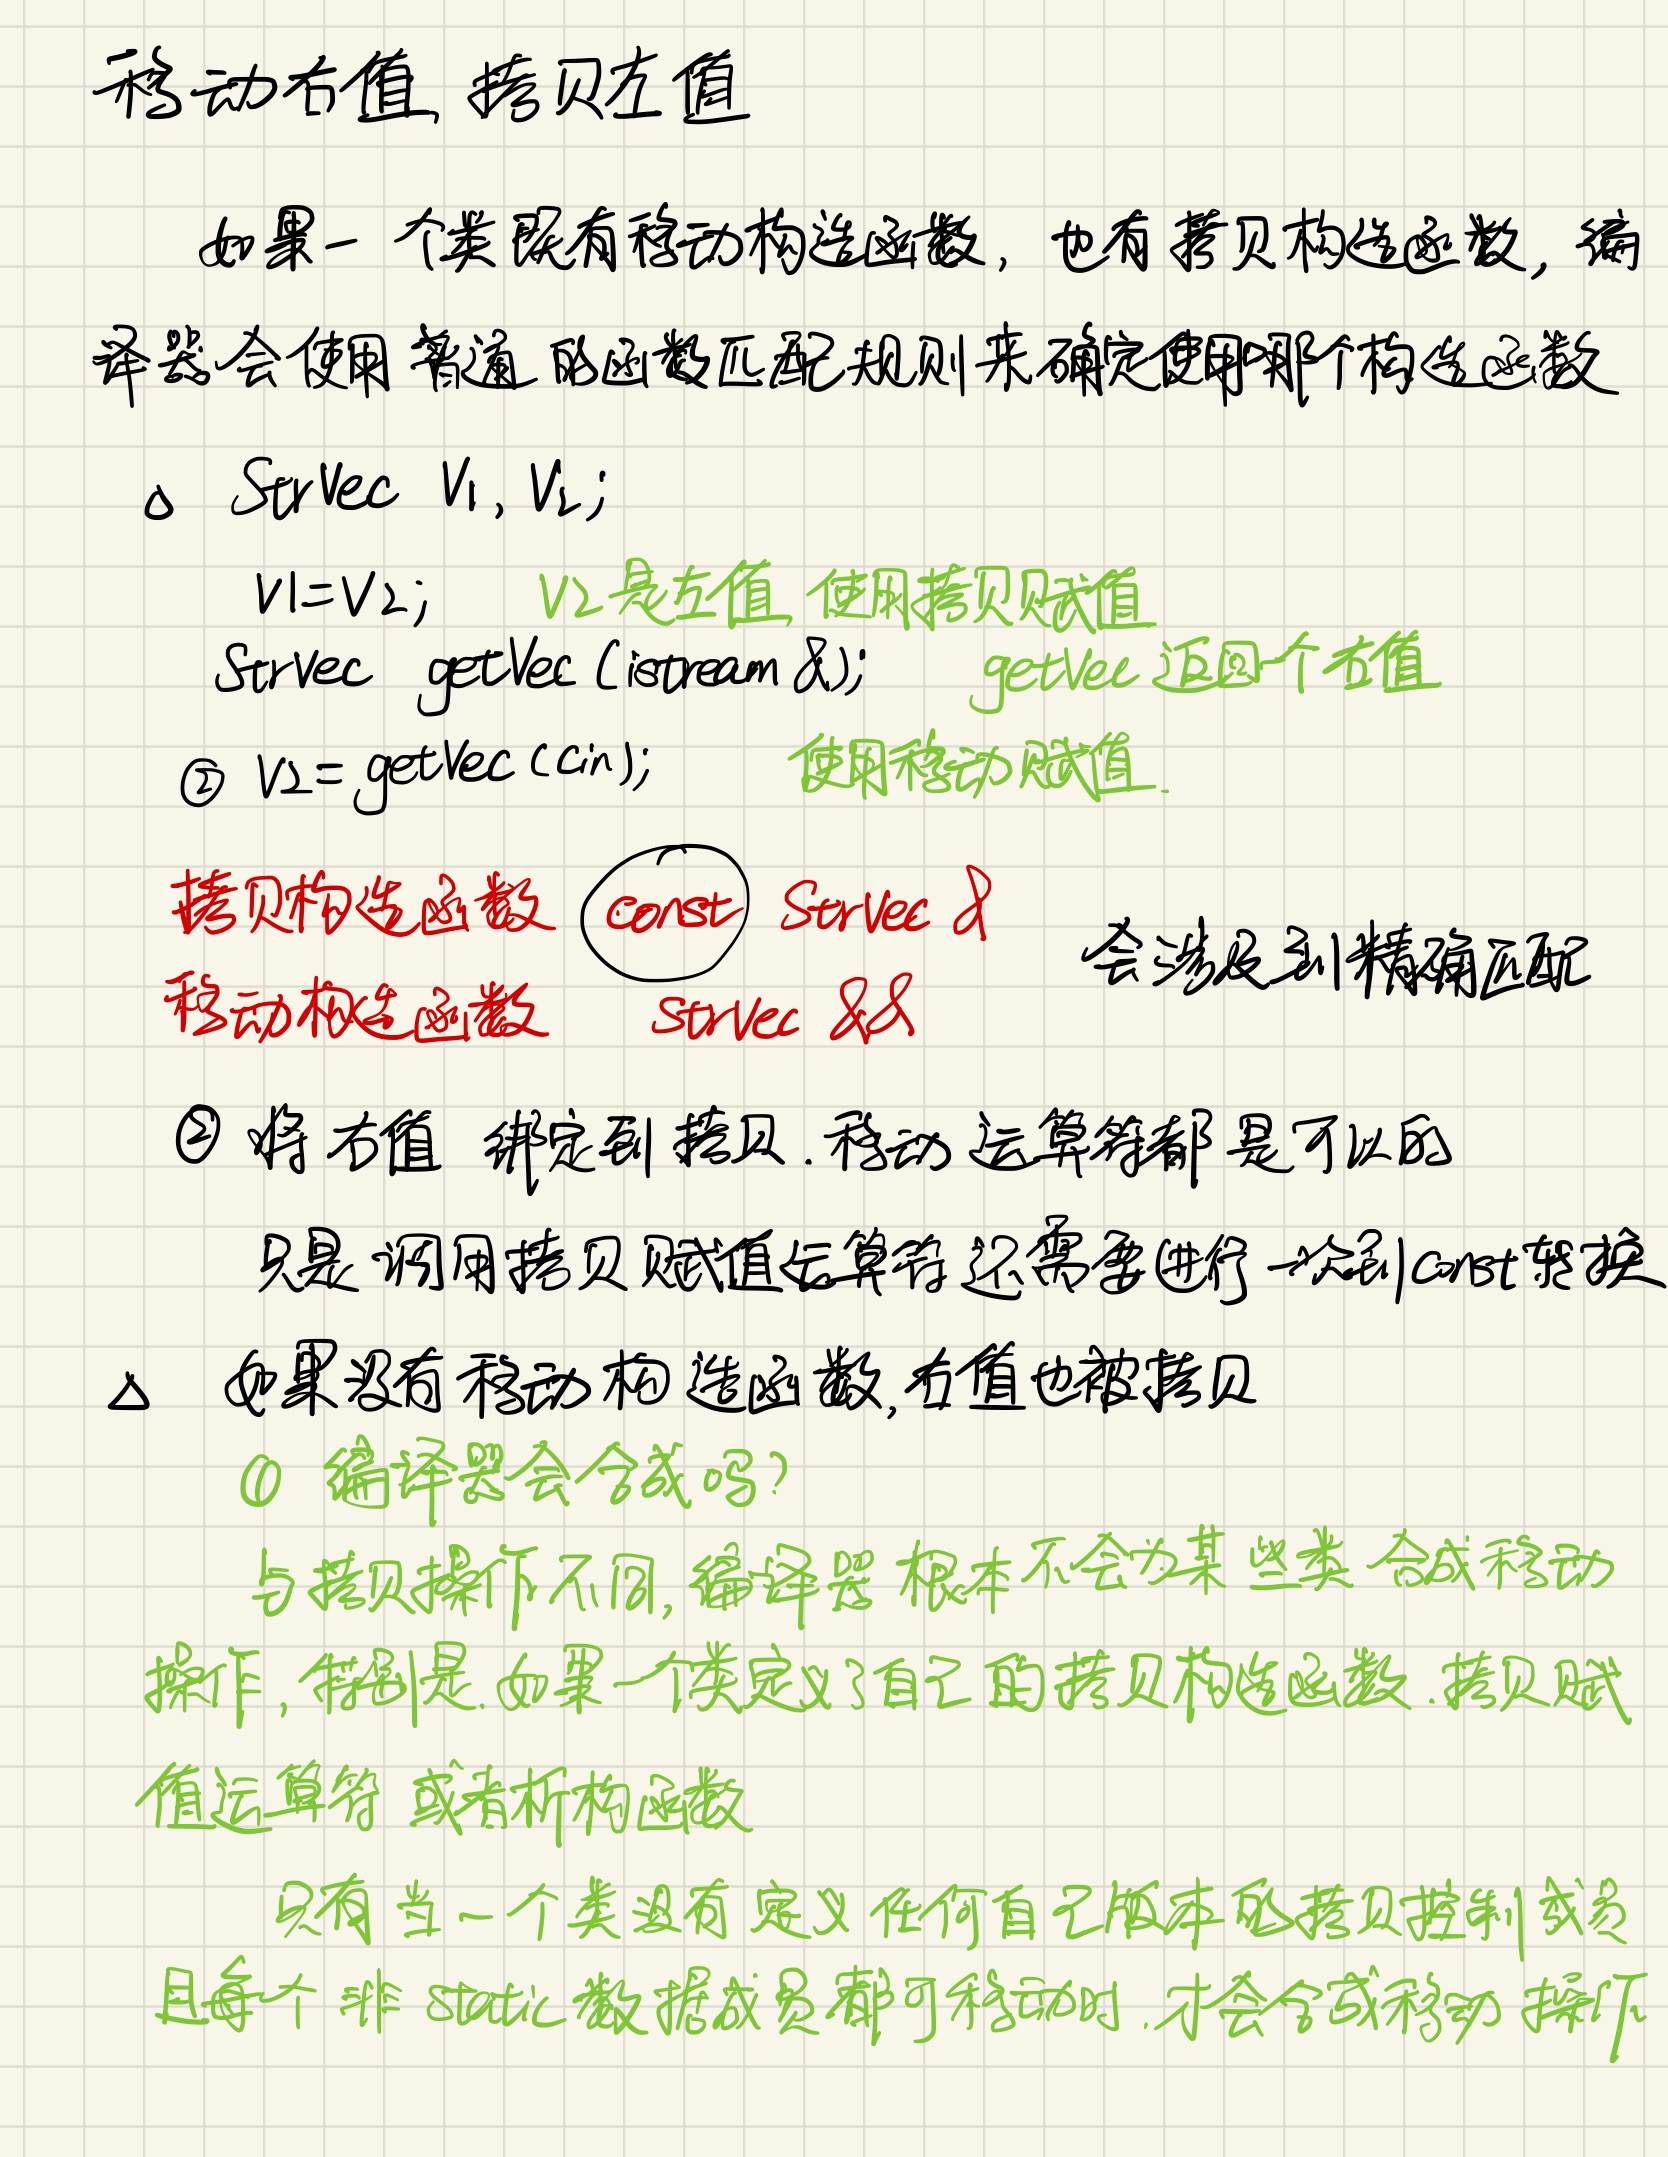 移动右值,拷贝左值
如果一个类既有移动构造函数,也有拷贝构造函数,编
译器会使用普通的函数匹配规则来确定使用哪个构造函数
△ StrVec V1, V2;
V1=V2; V2是左值,使用拷贝赋值
StrVec getVec(istream &); getVec返回一个右值
② V2=getVec(cin); 使用移动赋值.
拷贝构造函数 const StrVec &
会涉及到精确匹配
移动构造函数 StrVec &&
② 将右值 绑定到拷贝.移动运算符都是可以的
只是调用拷贝赋值运算符还需要进行一次到const转换
△ 如果没有移动构造函数,右值也被拷贝
① 编译器会合成吗?
与拷贝操作不同,编译器根本不会为某些类合成移动
操作,特别是.如果一个类定义了自己的拷贝构造函数.拷贝赋
值运算符或者析构函数
只有当一个类没有定义任何自己版本的拷贝控制成员
且每个非static数据成员都可移动时.才会合成移动操作